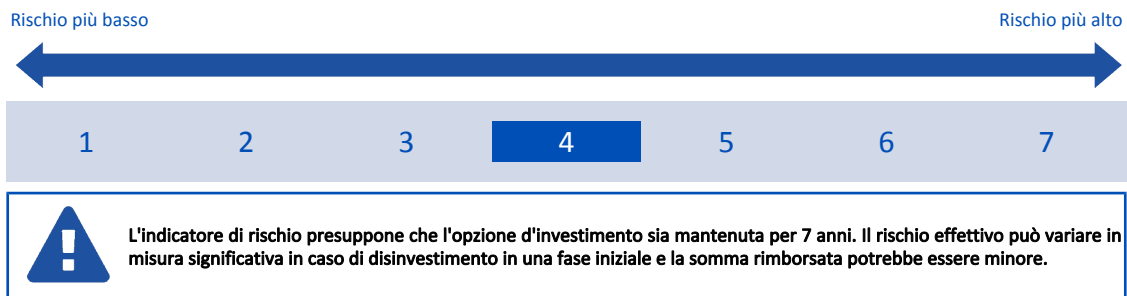 Rischio più basso Rischio più alto
1 2 3 4 5 6 7
L'indicatore di rischio presuppone che l'opzione d'investimento sia mantenuta per 7 anni. Il rischio effettivo può variare in
misura significativa in caso di disinvestimento in una fase iniziale e la somma rimborsata potrebbe essere minore.